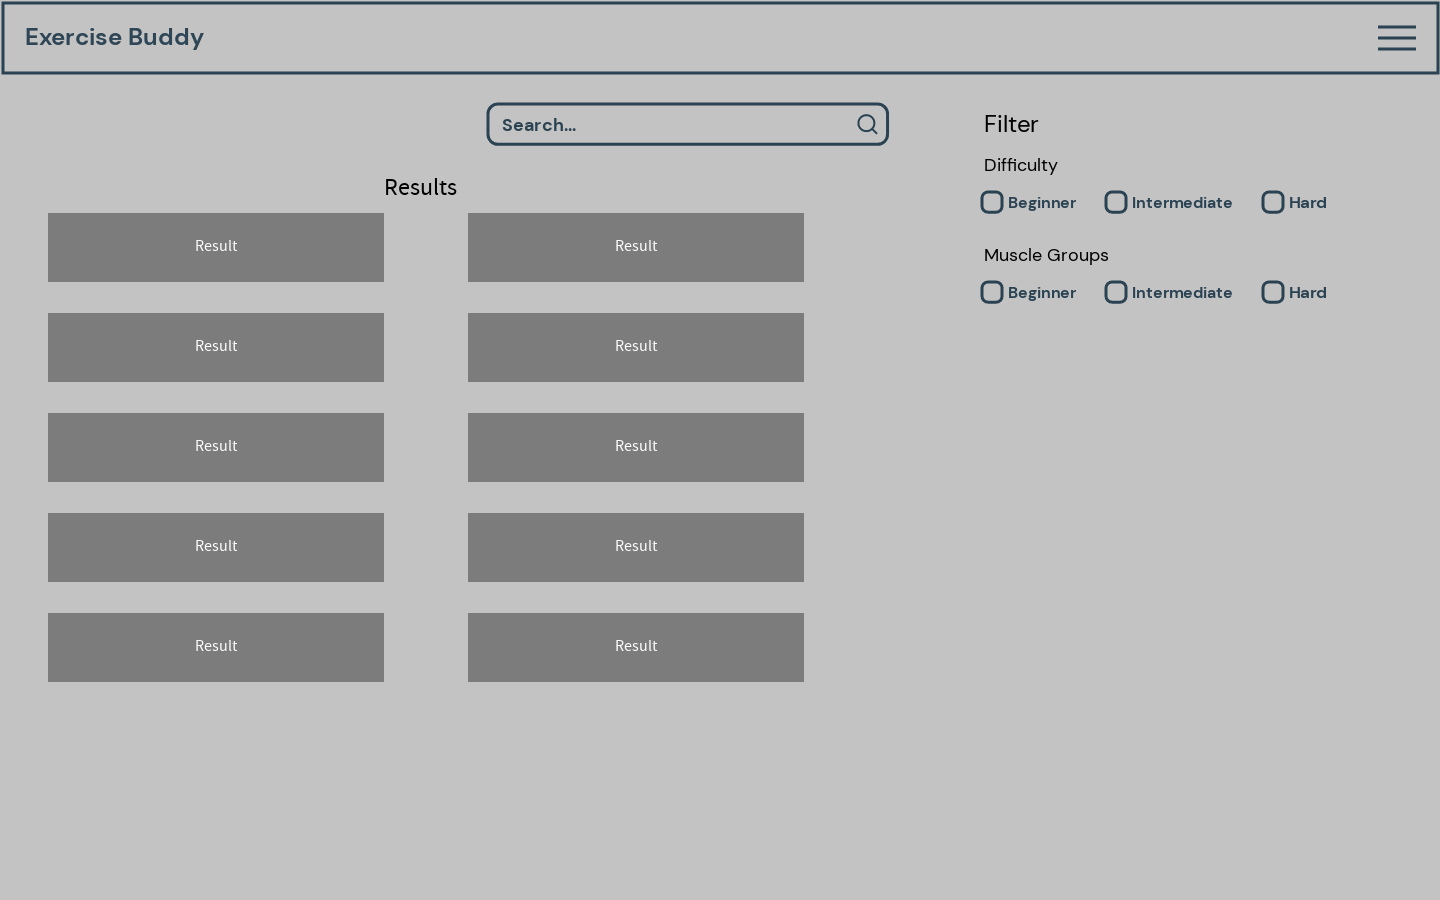 Exercise Buddy
Search...
Results
Result
Result
Result
Result
Result
Result
Result
Result
Result
Result
Filter
Difficulty
Beginner Intermediate Hard
Muscle Groups
Beginner Intermediate Hard